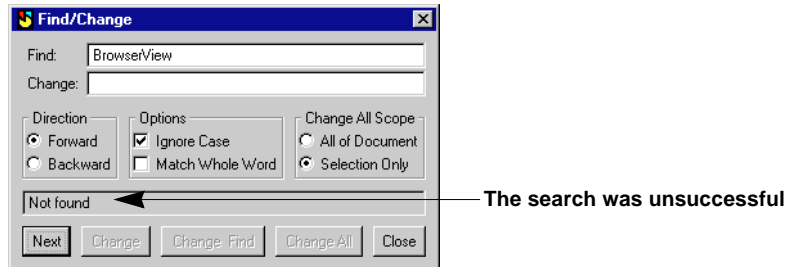 Find/Change
Find: BrowserView
Change:
Direction Options Change All Scope
Forward Ignore Case All of Document
Backward Match Whole Word Selection Only
Not found The search was unsuccessful
Next Change Change Find Change All Close